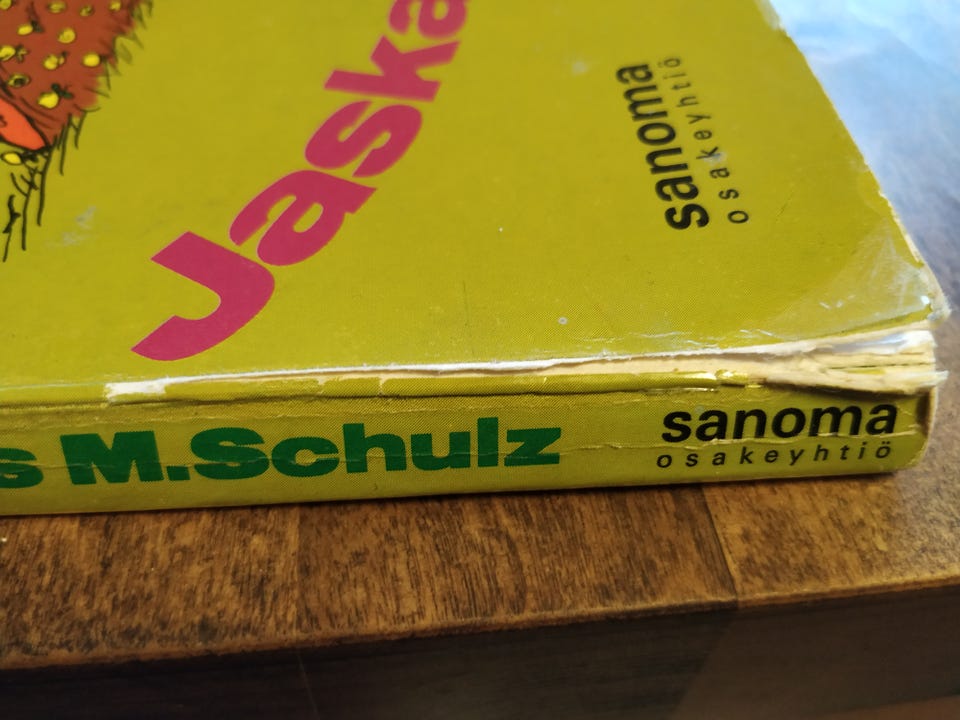 Jaska
sanoma
osakeyhtiö
s M.Schulz
sanoma
osakeyhtiö